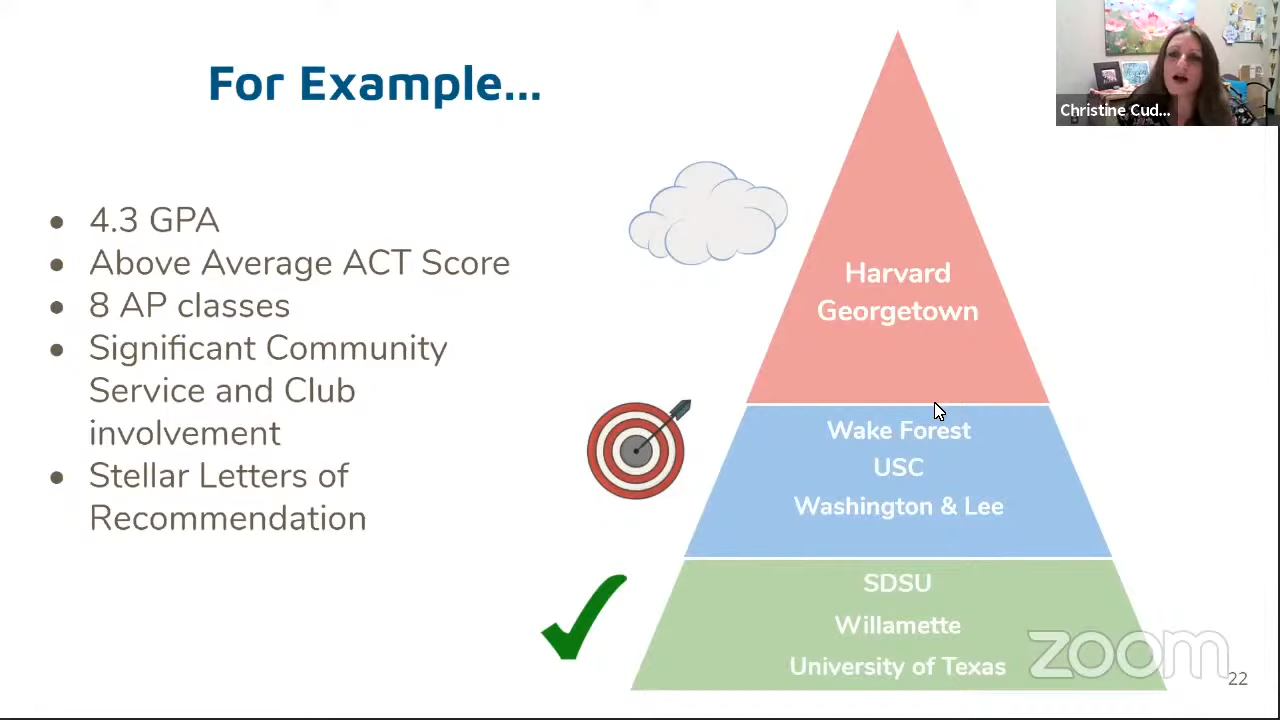 For Example...
4.3 GPA
Above Average ACT Score
8 AP classes
Significant Community
Service and Club
involvement
Stellar Letters of
Recommendation
Harvard
Georgetown
Wake Forest
USC
Washington & Lee
SDSU
Willamette
University of Texas
Christine Cud...
zoom
22